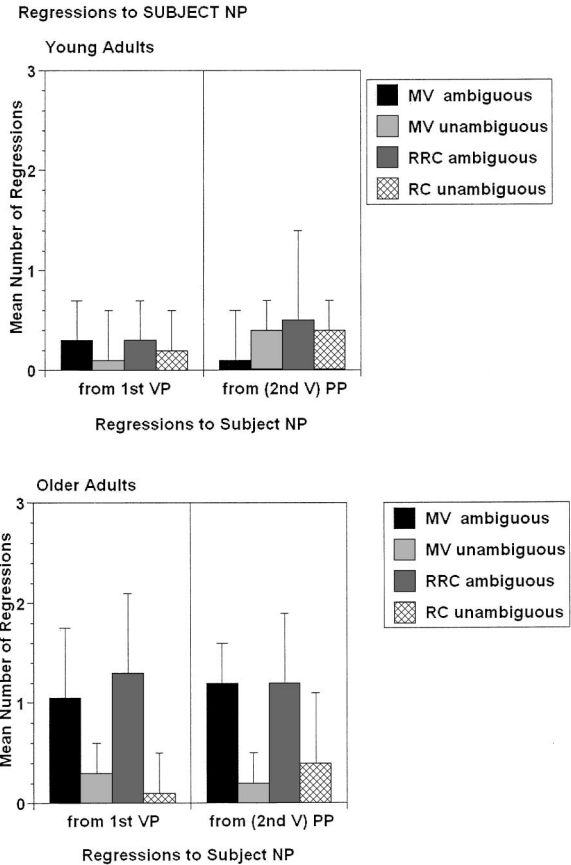 Regressions to SUBJECT NP
Young Adults
3
2
1
0
Mean Number of Regressions
from 1st VP
from (2nd V) PP
Regressions to Subject NP
MV ambiguous
MV unambiguous
RRC ambiguous
RC unambiguous
Older Adults
3
2
1
0
Mean Number of Regressions
from 1st VP
from (2nd V) PP
Regressions to Subject NP
MV ambiguous
MV unambiguous
RRC ambiguous
RC unambiguous